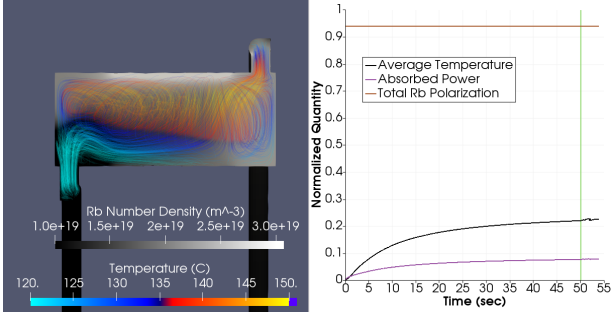 Rb Number Density (m^-3)
1.0e+19 1.5e+19 2e+19 2.5e+19 3.0e+19
Temperature (C)
120. 125 130 135 140 145 150.
1
0.9
0.8
0.7
0.6
0.5
0.4
0.3
0.2
0.1
0
Normalized Quantity
Average Temperature
Absorbed Power
Total Rb Polarization
0 5 10 15 20 25 30 35 40 45 50 55
Time (sec)